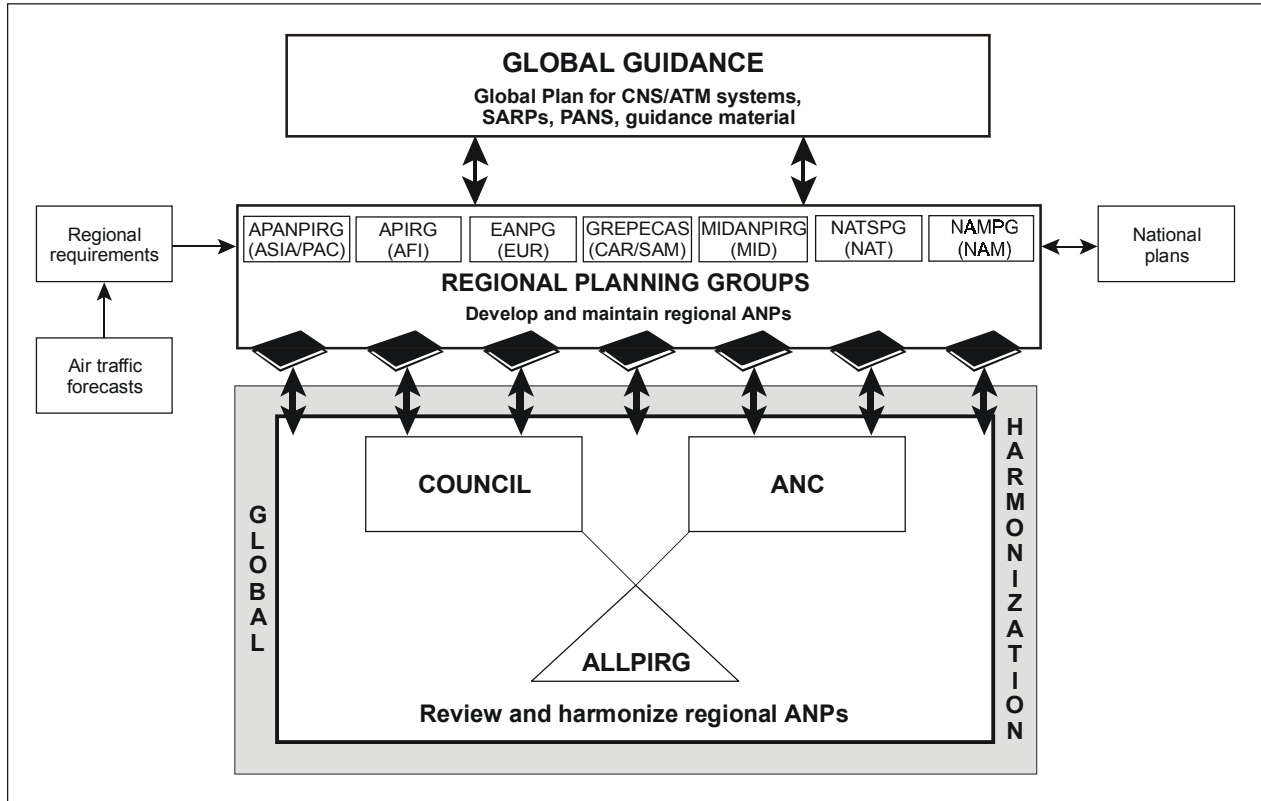 GLOBAL GUIDANCE
Global Plan for CNS/ATM systems,
SARPs, PANS, guidance material
Regional
requirements
Air traffic
forecasts
APANPIRG
(ASIA/PAC)
APIRG
(AFI)
EANPG
(EUR)
GREPECAS
(CAR/SAM)
MIDANPIRG
(MID)
NATSPG
(NAT)
NAMPG
(NAM)
REGIONAL PLANNING GROUPS
Develop and maintain regional ANPs
National
plans
GLOBAL
COUNCIL
ANC
ALLPIRG
Review and harmonize regional ANPs
HARMONIZATION